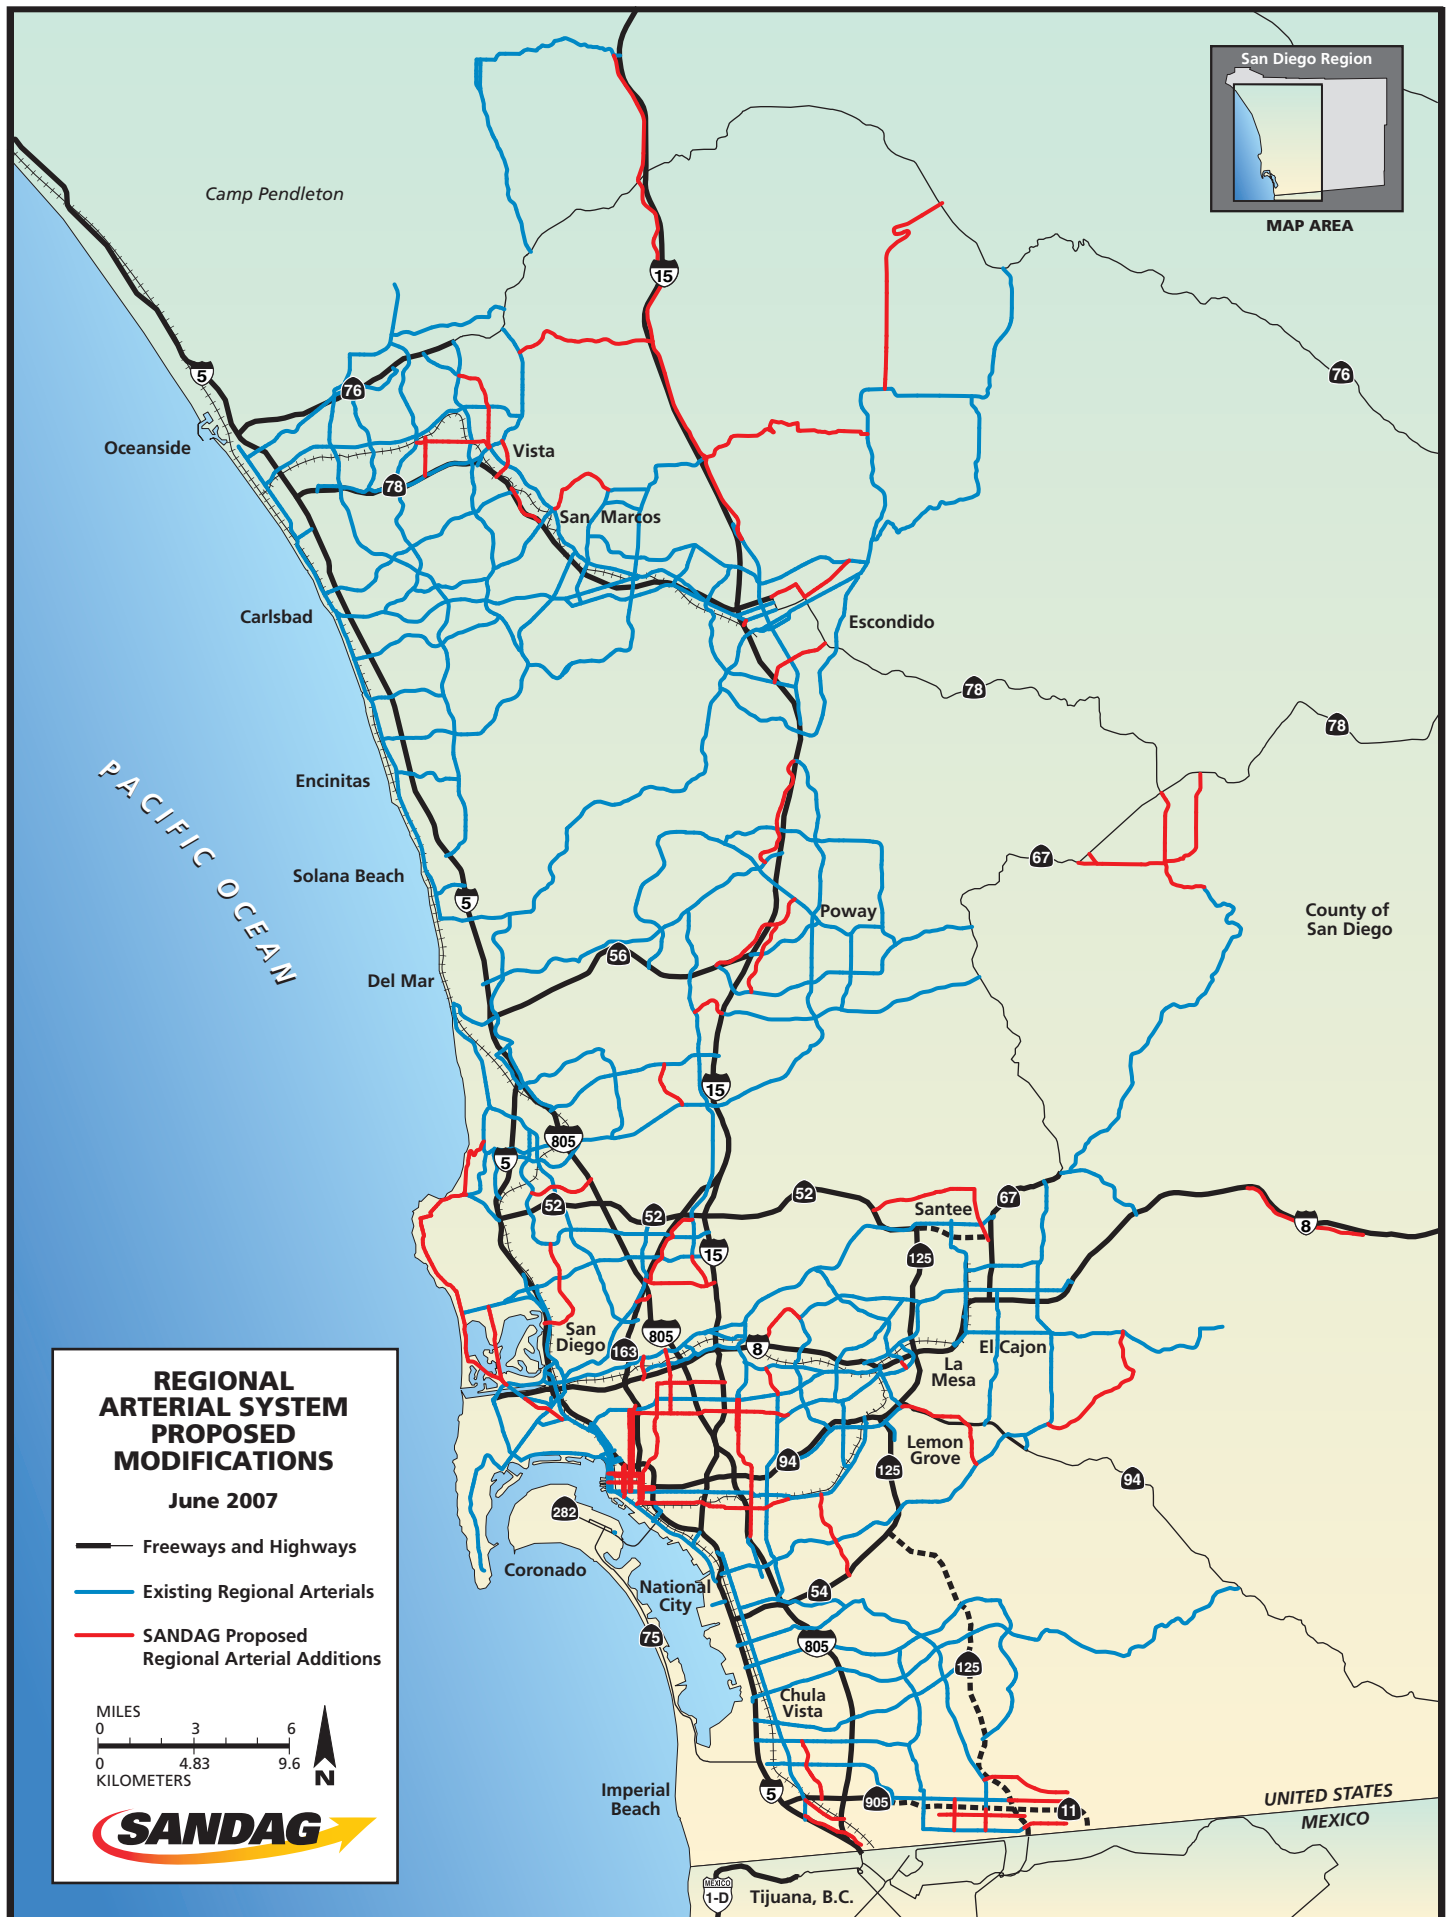 San Diego Region
MAP AREA
Camp Pendleton
15
76
5
76
Oceanside
Vista
78
San Marcos
Carlsbad
Escondido
78
78
PACIFIC OCEAN
Encinitas
67
Solana Beach
5
Poway
County of
San Diego
56
Del Mar
15
805
5
52
52
52
67
Santee
8
15
125
San
Diego
163
805
8
El Cajon
La
Mesa
Lemon
Grove
94
125
94
282
Coronado
National
City
54
75
805
125
Chula
Vista
5
905
11
Imperial
Beach
UNITED STATES
MEXICO
MEXICO
1-D
Tijuana, B.C.
REGIONAL
ARTERIAL SYSTEM
PROPOSED
MODIFICATIONS
June 2007
Freeways and Highways
Existing Regional Arterials
SANDAG Proposed
Regional Arterial Additions
MILES
0 3 6
0 4.83 9.6
KILOMETERS
N
SANDAG